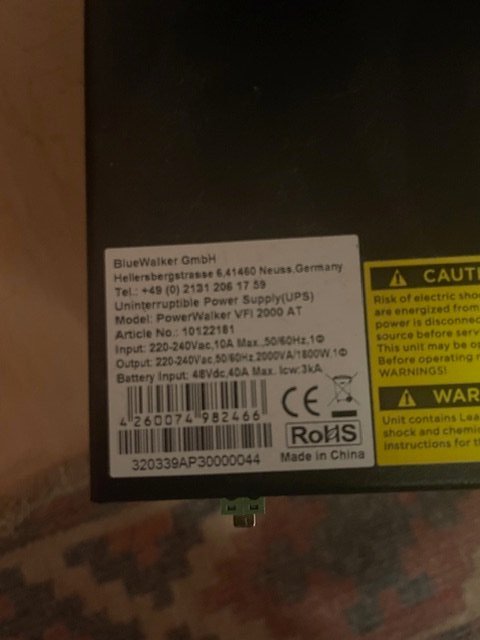 BlueWalker GmbH
Hellersbergstrasse 6,41460 Neuss,Germany
Tel.: +49 (0) 2131 206 17 59
Uninterruptible Power Supply(UPS)
Model: PowerWalker VFI 2000 AT
Article No.: 10122181
Input: 220-240Vac,10A Max.,50/60Hz,1Φ
Output: 220-240Vac,50/60Hz,2000VA/1800W,1Φ
Battery Input: 48Vdc,40A Max. Icw:3kA
CE
4 260074 982466
RoHS
320339AP30000044
Made in China
CAUTI
Risk of electric shoc
are energized from
power is disconnec
source before serv
This unit may be op
Before operating r
WARNINGS!
WAR
Unit contains Lea
shock and chemic
instructions for th